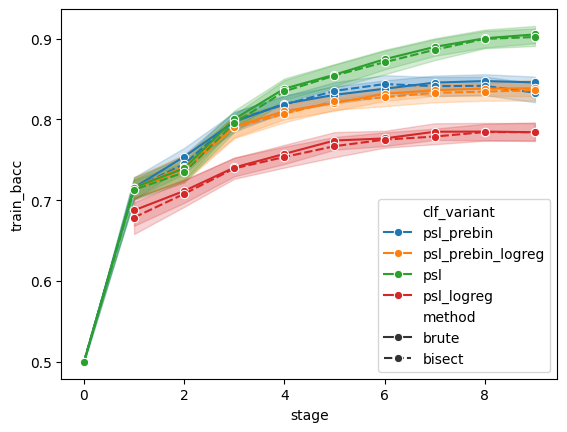 0.9
0.8
0.7
0.6
0.5
train_bacc
0 2 4 6 8
stage
clf_variant
psl_prebin
psl_prebin_logreg
psl
psl_logreg
method
brute
bisect